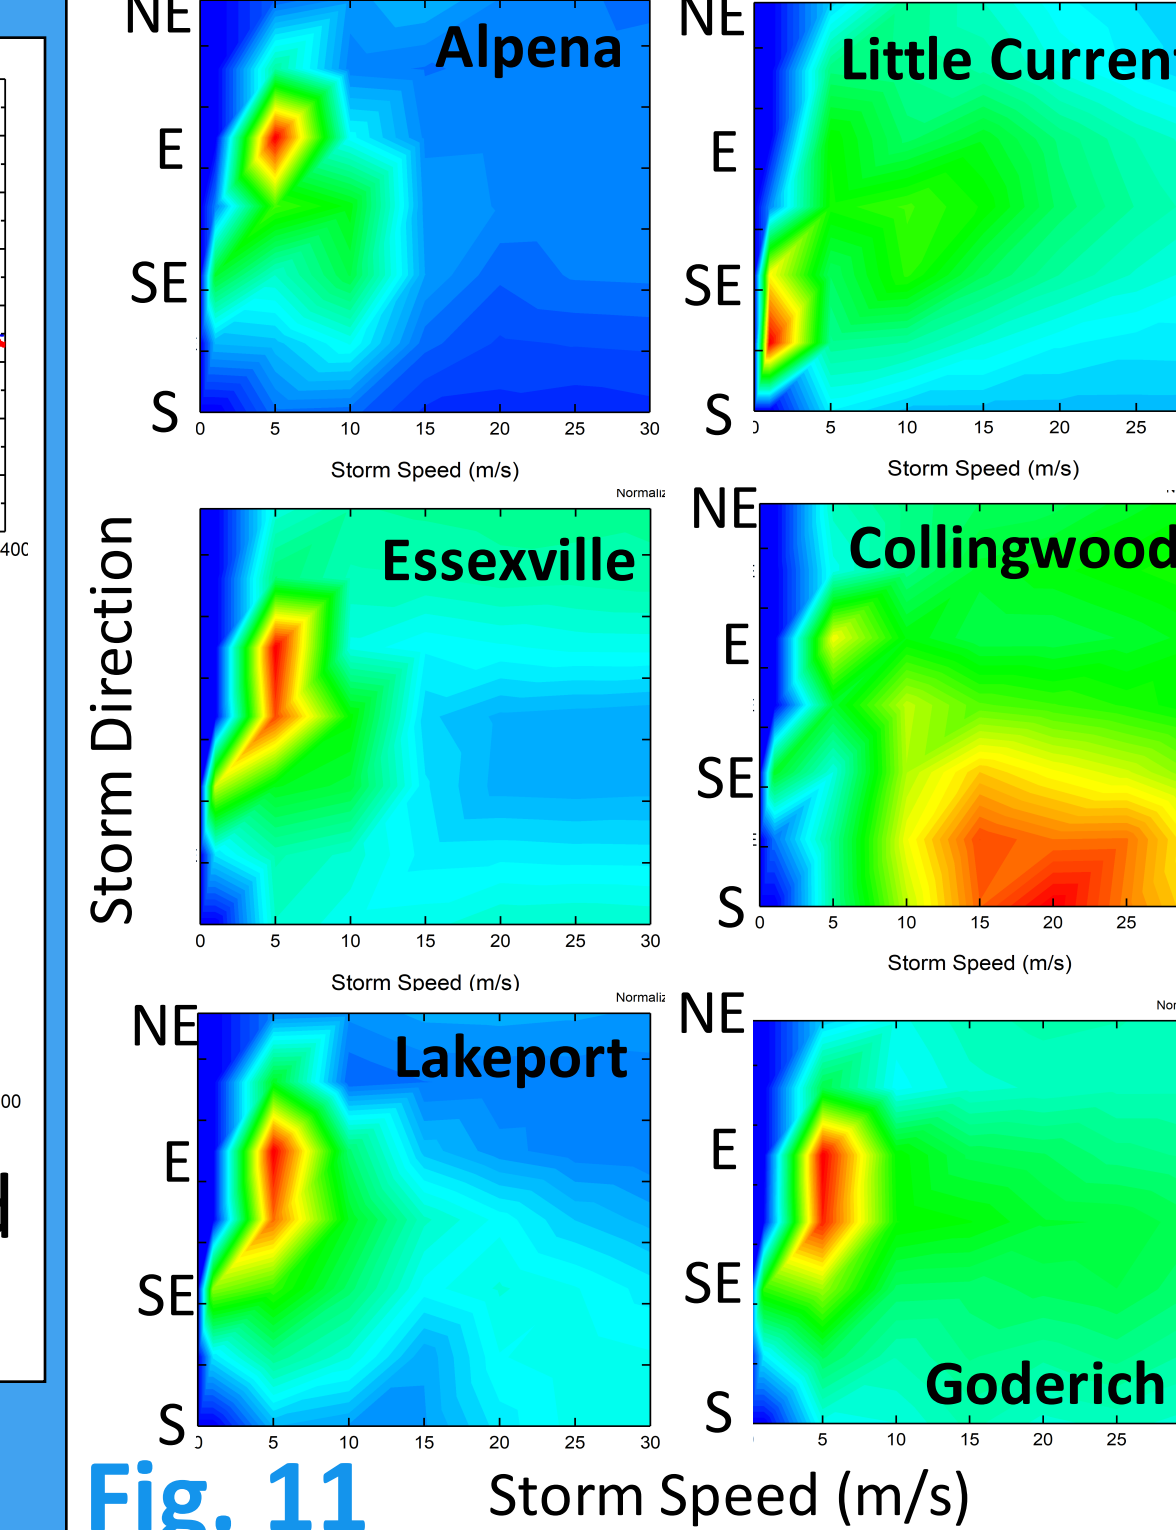 NE
Alpena
E
SE
S
0 5 10 15 20 25 30
Storm Speed (m/s)
NE
Little Current
E
SE
S
5 10 15 20 25
Storm Speed (m/s)
400
Storm Direction
Essexville
0 5 10 15 20 25 30
Storm Speed (m/s)
NE
Collingwood
E
SE
S
0 5 10 15 20 25
Storm Speed (m/s)
00
NE
Lakeport
E
SE
S
5 10 15 20 25 30
NE
E
SE
S
Goderich
5 10 15 20 25
Fig. 11
Storm Speed (m/s)